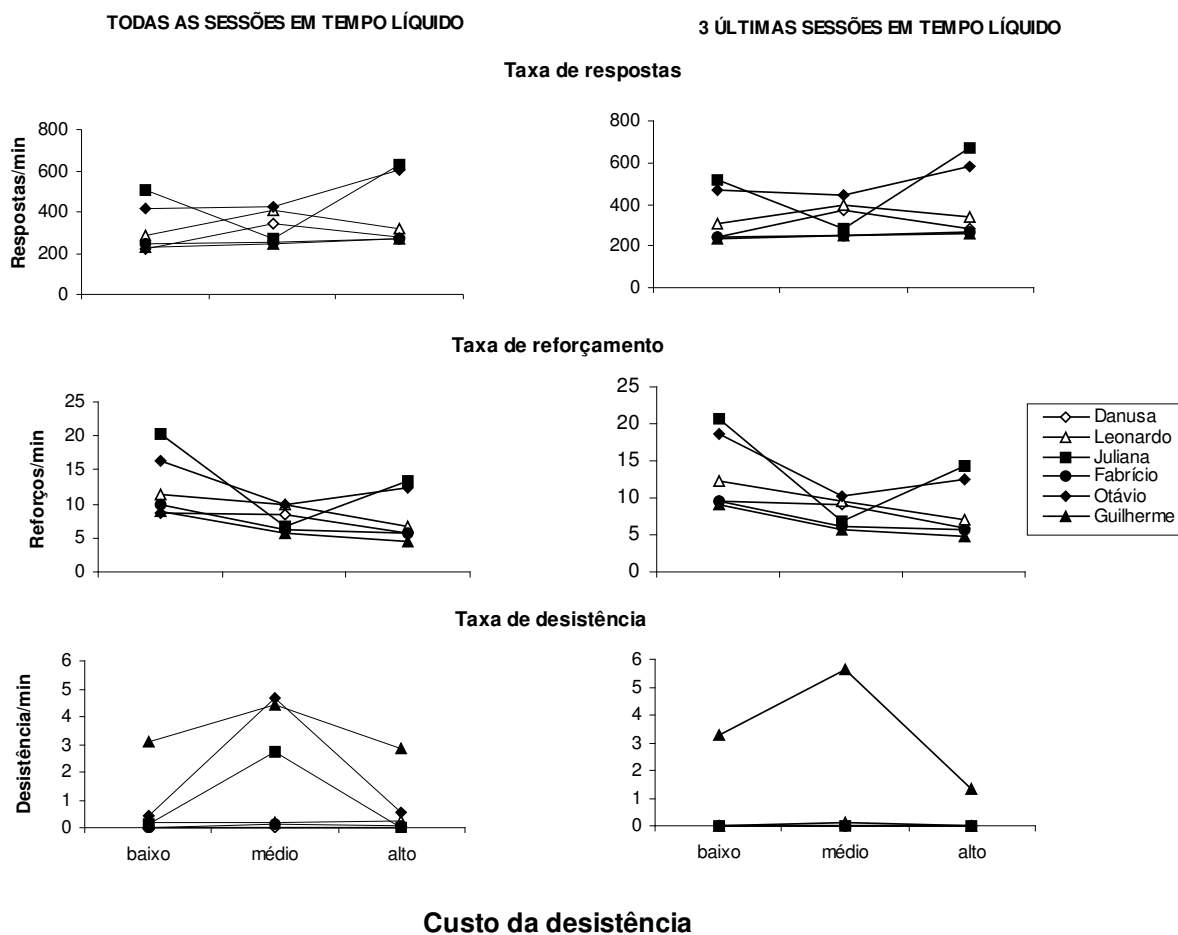 TODAS AS SESSÕES EM TEMPO LÍQUIDO
3 ÚLTIMAS SESSÕES EM TEMPO LÍQUIDO
Taxa de respostas
Respostas/min
800
600
400
200
0
800
600
400
200
0
Taxa de reforçamento
Reforços/min
25
20
15
10
5
0
25
20
15
10
5
0
Danusa
Leonardo
Juliana
Fabrício
Otávio
Guilherme
Taxa de desistência
Desistência/min
6
5
4
3
2
1
0
baixo médio alto
6
5
4
3
2
1
0
baixo médio alto
Custo da desistência